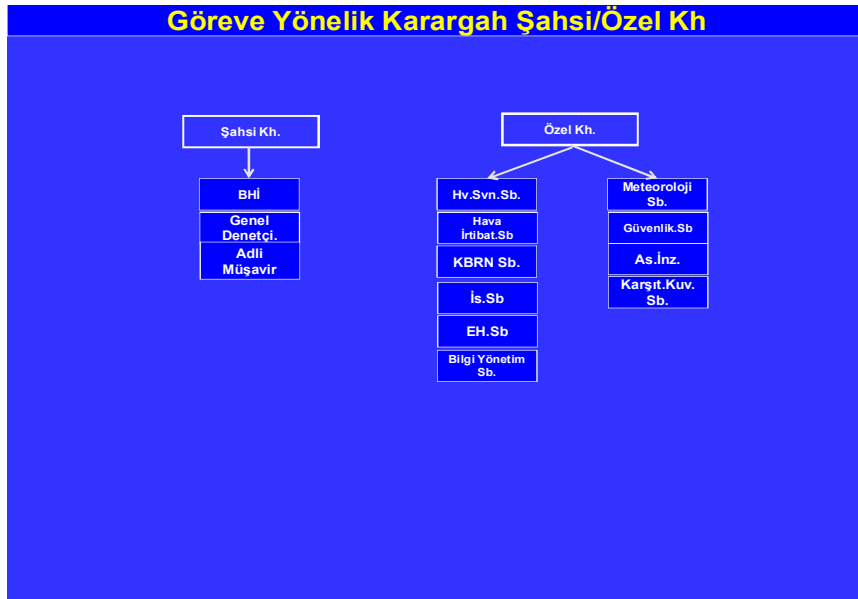 Göreve Yönelik Karargah Şahsi/Özel Kh
Şahsi Kh.
BHİ
Genel
Denetçi.
Adli
Müşavir
Özel Kh.
Hv.Svn.Sb.
Hava
İrtibat.Sb
KBRN Sb.
İs.Sb
EH.Sb
Bilgi Yönetim
Sb.
Meteoroloji
Sb.
Güvenlik.Sb
As.İnz.
Karşıt.Kuv.
Sb.